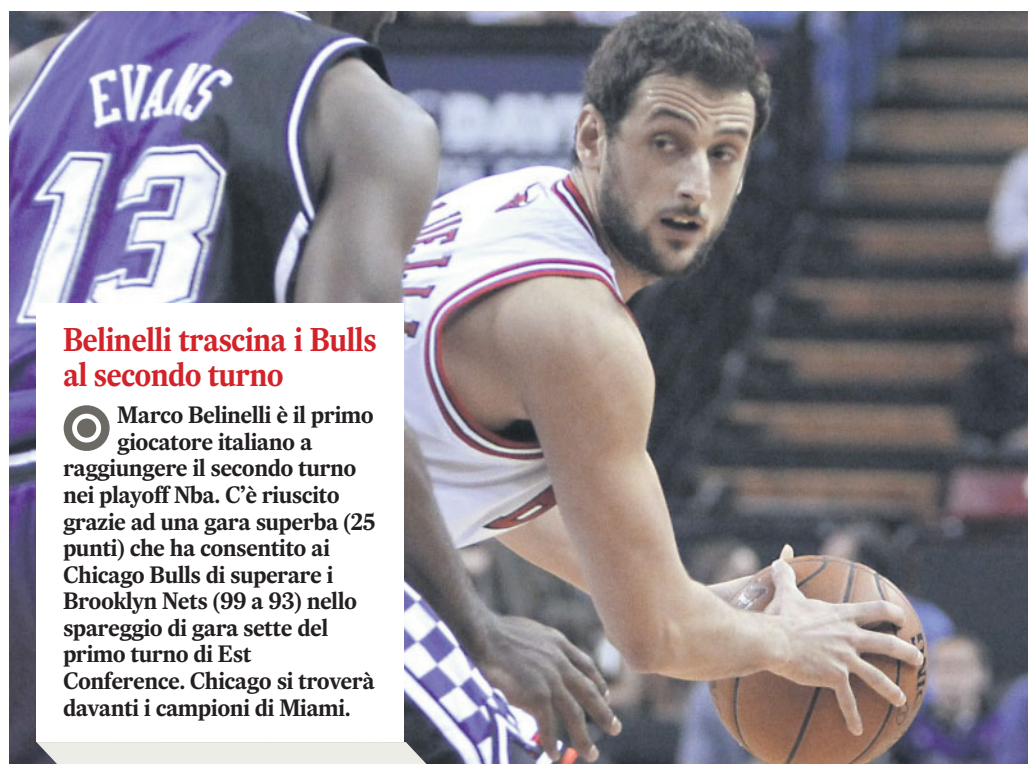 EVANS
13
Belinelli trascina i Bulls
al secondo turno
Marco Belinelli è il primo
giocatore italiano a
raggiungere il secondo turno
nei playoff Nba. C’è riuscito
grazie ad una gara superba (25
punti) che ha consentito ai
Chicago Bulls di superare i
Brooklyn Nets (99 a 93) nello
spareggio di gara sette del
primo turno di Est
Conference. Chicago si troverà
davanti i campioni di Miami.